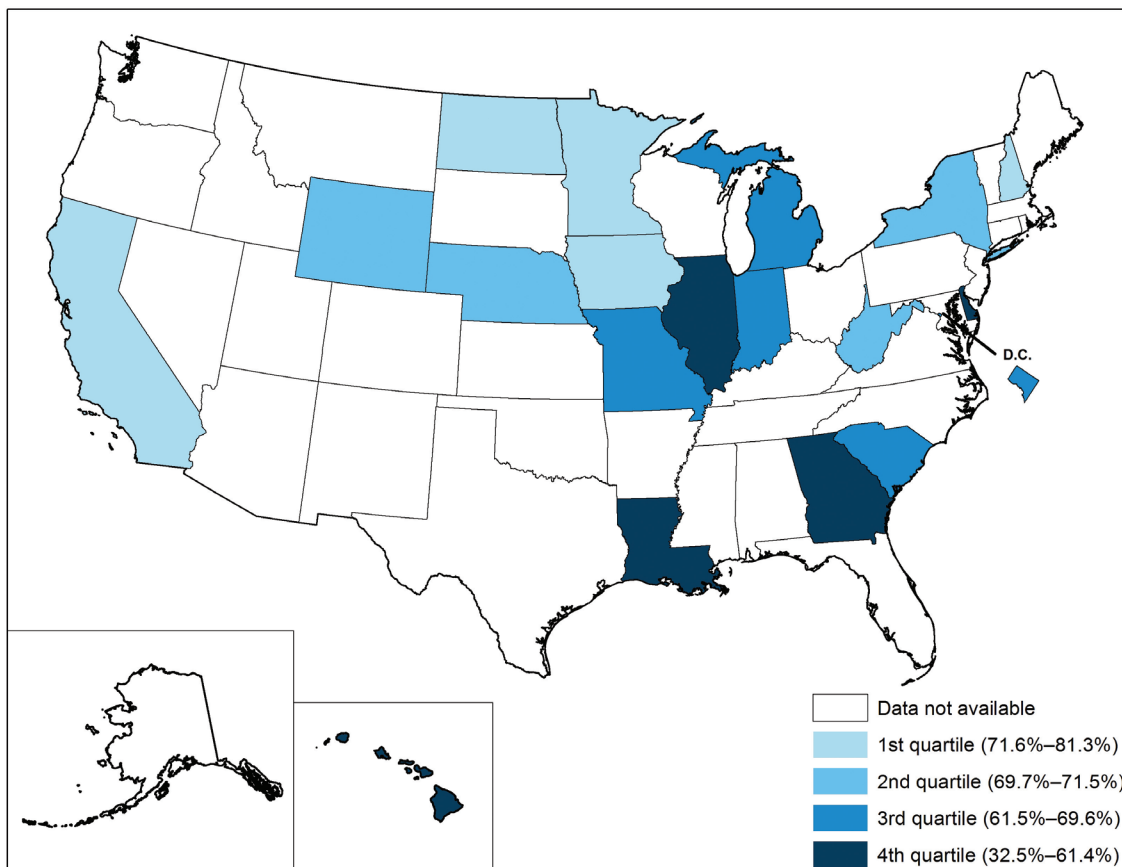 D.C.
Data not available
1st quartile (71.6%–81.3%)
2nd quartile (69.7%–71.5%)
3rd quartile (61.5%–69.6%)
4th quartile (32.5%–61.4%)